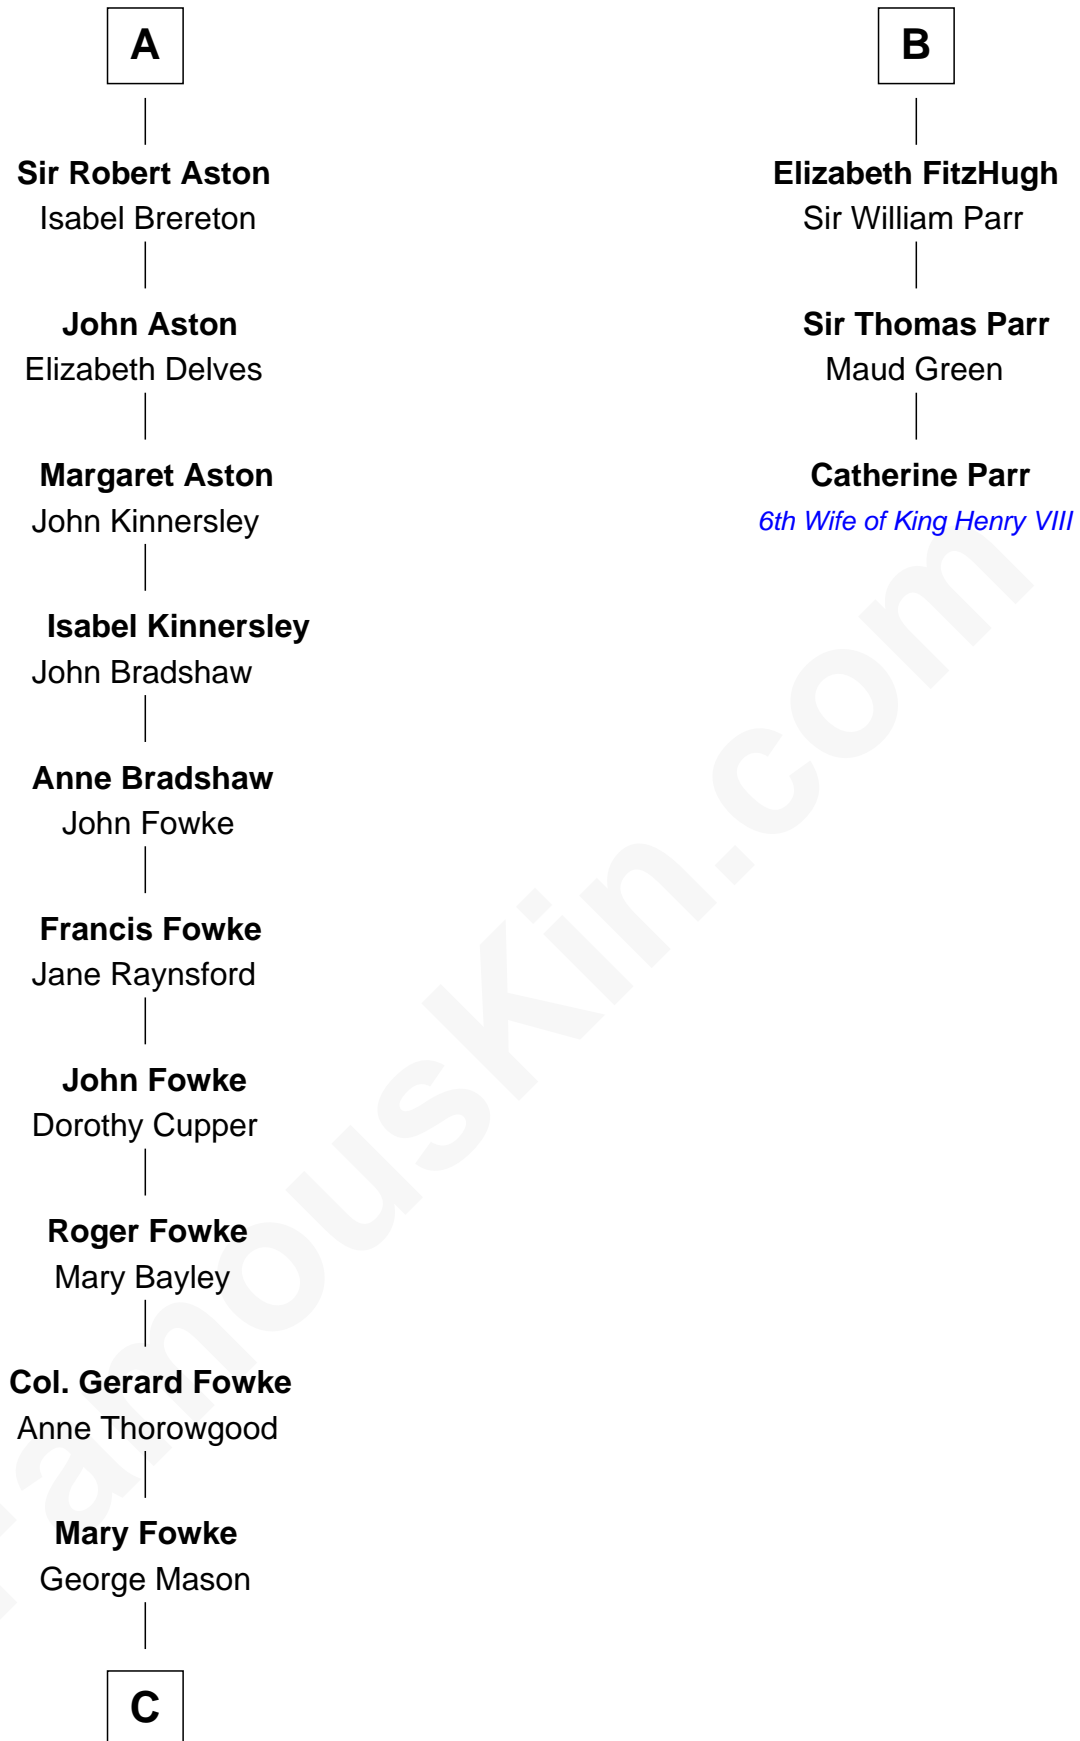 A
Sir Robert Aston
Isabel Brereton
John Aston
Elizabeth Delves
Margaret Aston
John Kinnersley
Isabel Kinnersley
John Bradshaw
Anne Bradshaw
John Fowke
Francis Fowke
Jane Raynsford
John Fowke
Dorothy Cupper
Roger Fowke
Mary Bayley
Col. Gerard Fowke
Anne Thorowgood
Mary Fowke
George Mason
C
B
Elizabeth FitzHugh
Sir William Parr
Sir Thomas Parr
Maud Green
Catherine Parr
6th Wife of King Henry VIII
FamousKin.com